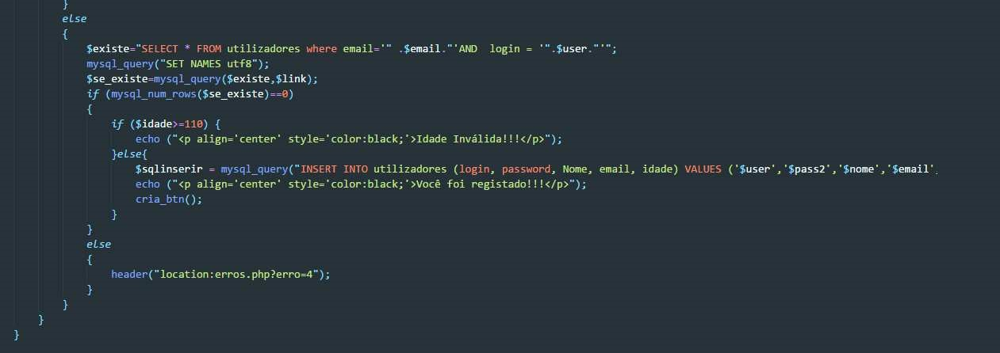 }
else
{
$existe="SELECT * FROM utilizadores where email='" .$email."'AND  login = '".$user."'";
mysql_query("SET NAMES utf8");
$se_existe=mysql_query($existe,$link);
if (mysql_num_rows($se_existe)==0)
{
if ($idade>=110) {
echo ("<p align='center' style='color:black;'>Idade Inválida!!!</p>");
}else{
$sqlinserir = mysql_query("INSERT INTO utilizadores (login, password, Nome, email, idade) VALUES ('$user','$pass2','$nome','$email'
echo ("<p align='center' style='color:black;'>Você foi registado!!!</p>");
cria_btn();
}
}
else
{
header("location:erros.php?erro=4");
}
}
}
}